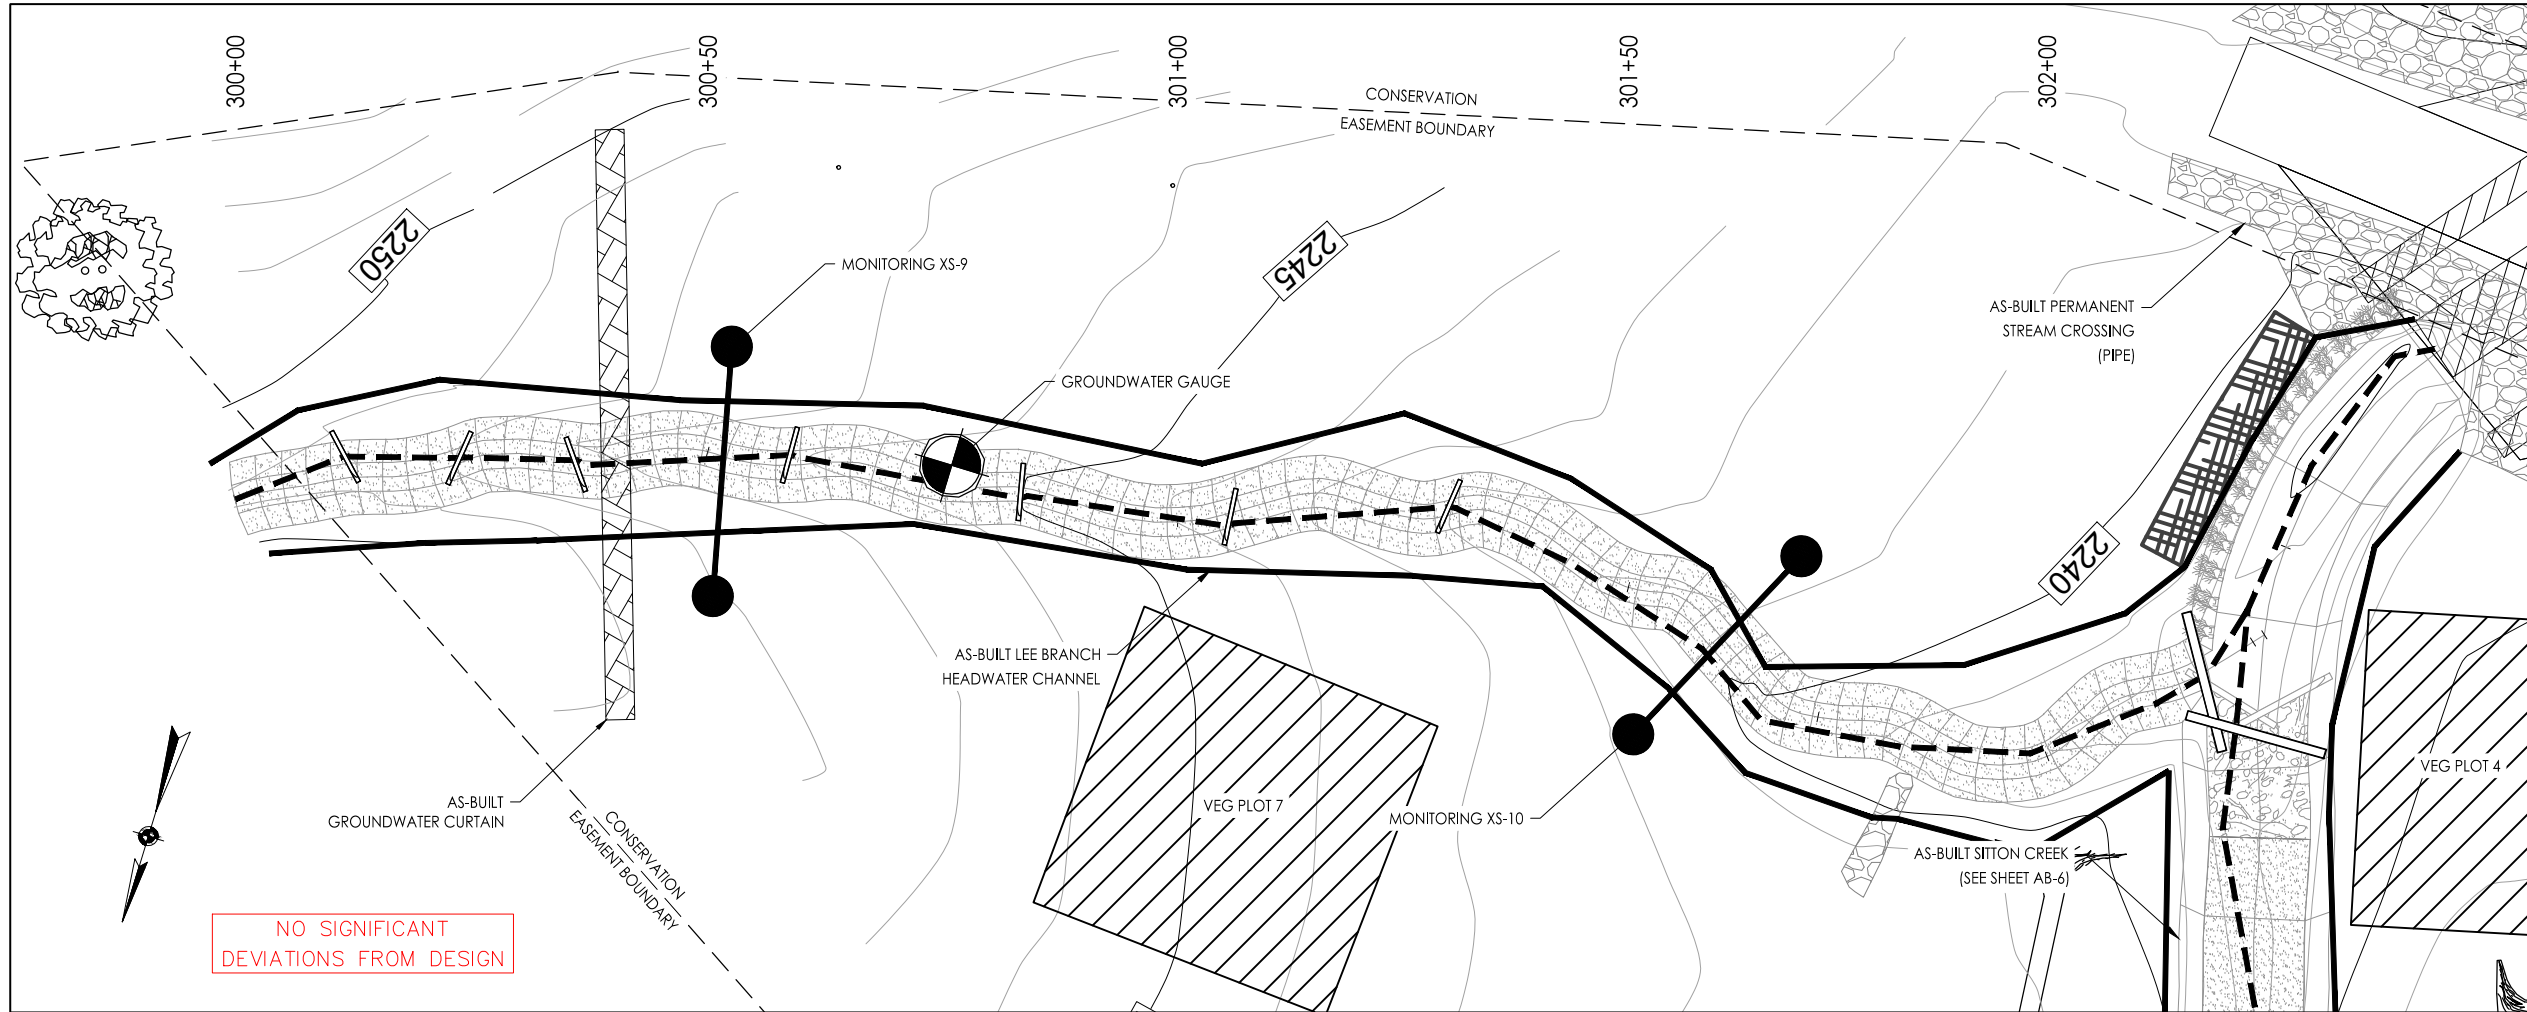 300+00
300+50
301+00
301+50
302+00
CONSERVATION
EASEMENT BOUNDARY
2250
2245
MONITORING XS-9
GROUNDWATER GAUGE
AS-BUILT PERMANENT
STREAM CROSSING
(PIPE)
2240
AS-BUILT LEE BRANCH
HEADWATER CHANNEL
AS-BUILT
GROUNDWATER CURTAIN
CONSERVATION
EASEMENT BOUNDARY
VEG PLOT 7
MONITORING XS-10
VEG PLOT 4
AS-BUILT SITTON CREEK
(SEE SHEET AB-6)
NO SIGNIFICANT
DEVIATIONS FROM DESIGN